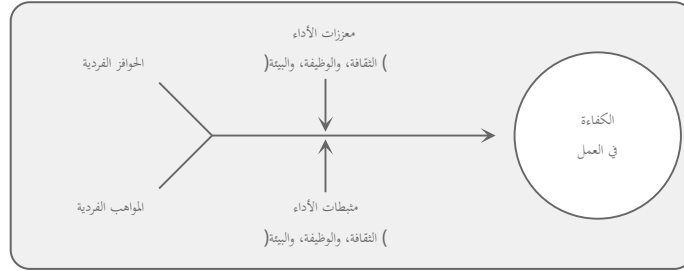 معززات الأداء
(الثقافة، والوظيفة، والبيئة)
الحوافز الفردية
الكفاءة
في العمل
المواهب الفردية
مثبطات الأداء
(الثقافة، والوظيفة، والبيئة)